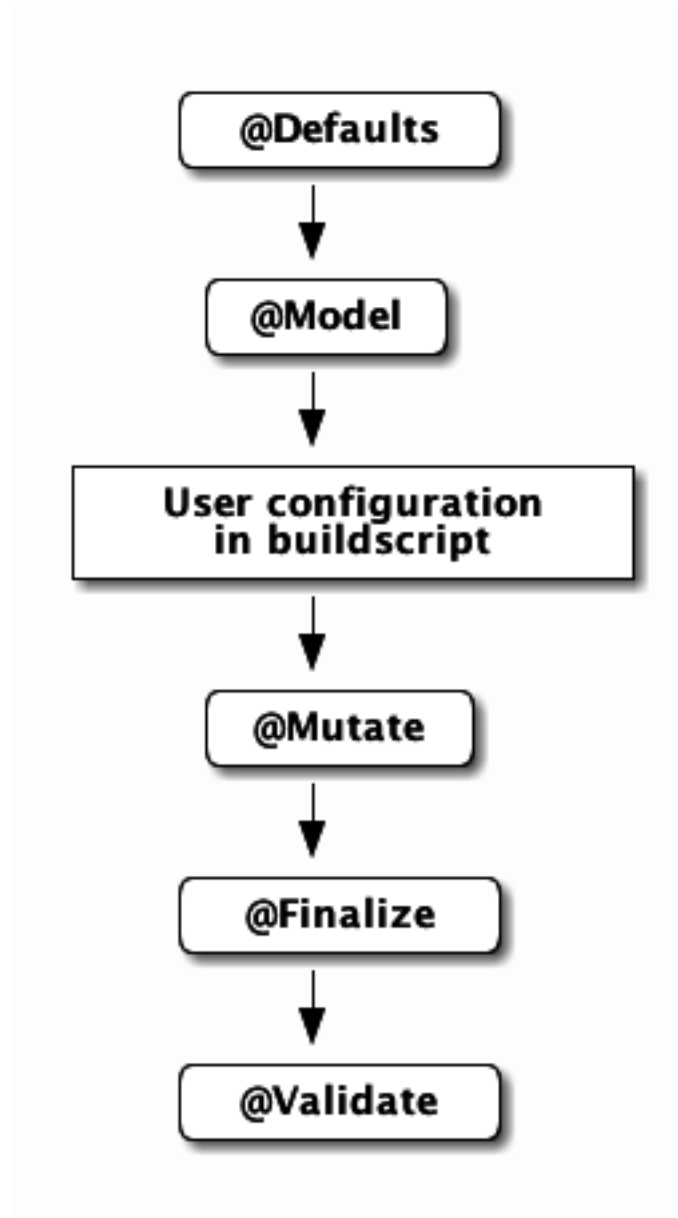 @Defaults
@Model
User configuration
in buildscript
@Mutate
@Finalize
@Validate